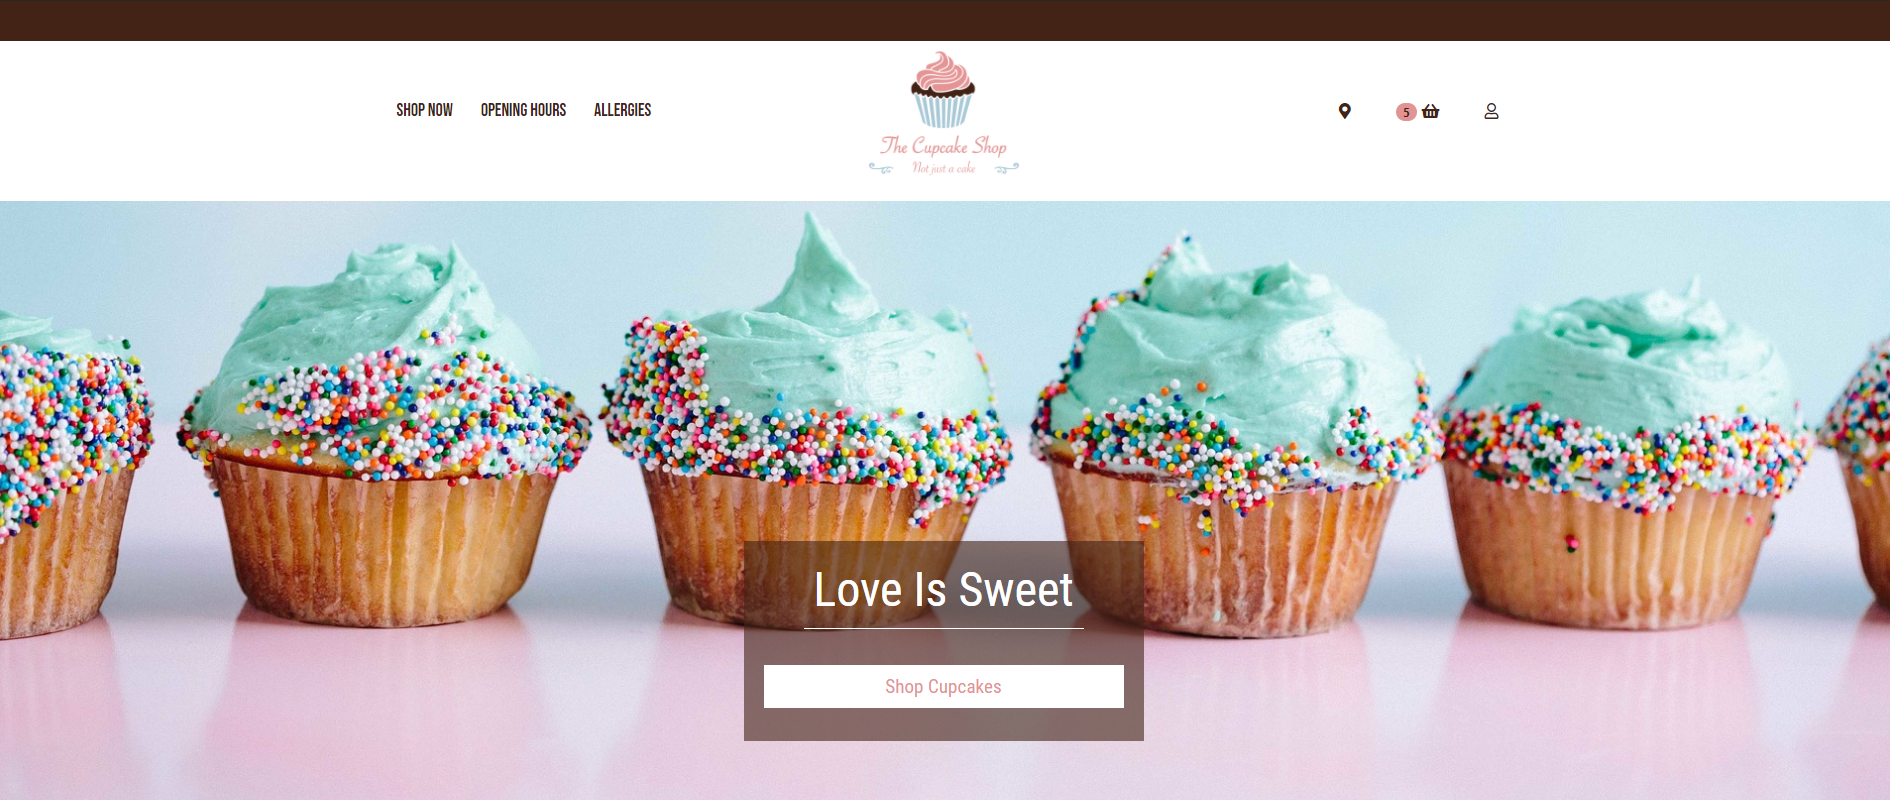 SHOP NOW OPENING HOURS ALLERGIES
The Cupcake Shop
Not just a cake
5
Love Is Sweet
Shop Cupcakes